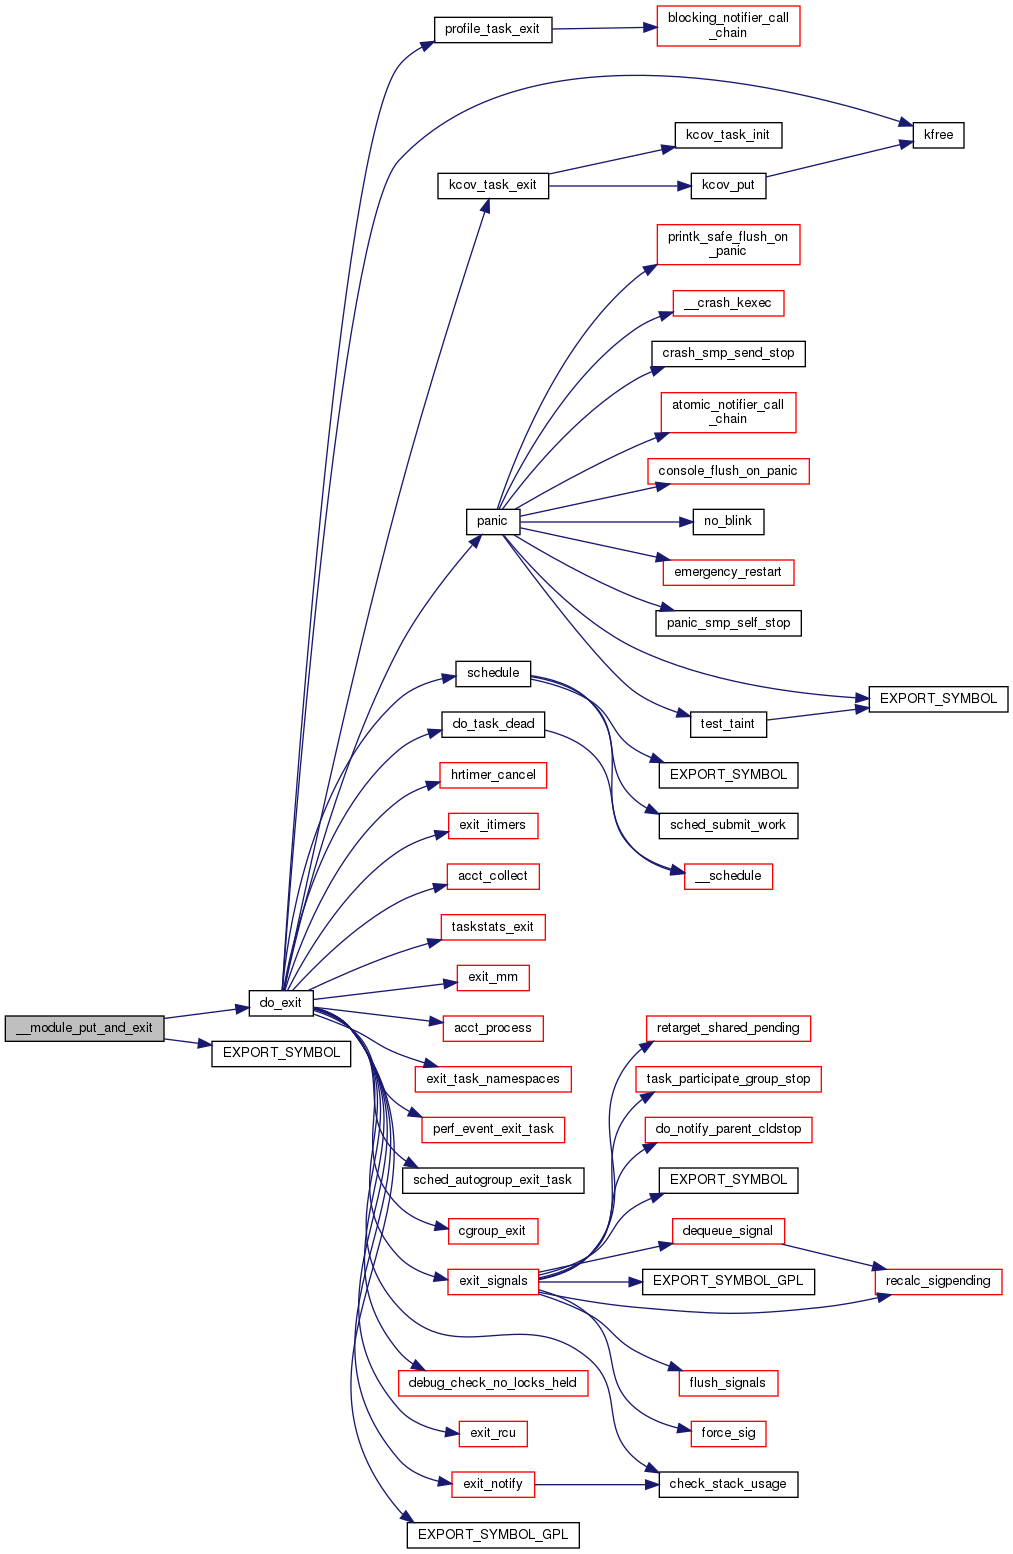 profile_task_exit
blocking_notifier_call
_chain
kfree
kcov_task_init
kcov_task_exit
kcov_put
printk_safe_flush_on
_panic
__crash_kexec
crash_smp_send_stop
atomic_notifier_call
_chain
console_flush_on_panic
panic
no_blink
emergency_restart
panic_smp_self_stop
schedule
EXPORT_SYMBOL
do_task_dead
test_taint
hrtimer_cancel
EXPORT_SYMBOL
exit_itimers
sched_submit_work
acct_collect
__schedule
taskstats_exit
exit_mm
do_exit
__module_put_and_exit
acct_process
retarget_shared_pending
EXPORT_SYMBOL
exit_task_namespaces
task_participate_group_stop
perf_event_exit_task
do_notify_parent_cldstop
sched_autogroup_exit_task
EXPORT_SYMBOL
cgroup_exit
dequeue_signal
exit_signals
EXPORT_SYMBOL_GPL
recalc_sigpending
debug_check_no_locks_held
flush_signals
exit_rcu
force_sig
exit_notify
check_stack_usage
EXPORT_SYMBOL_GPL